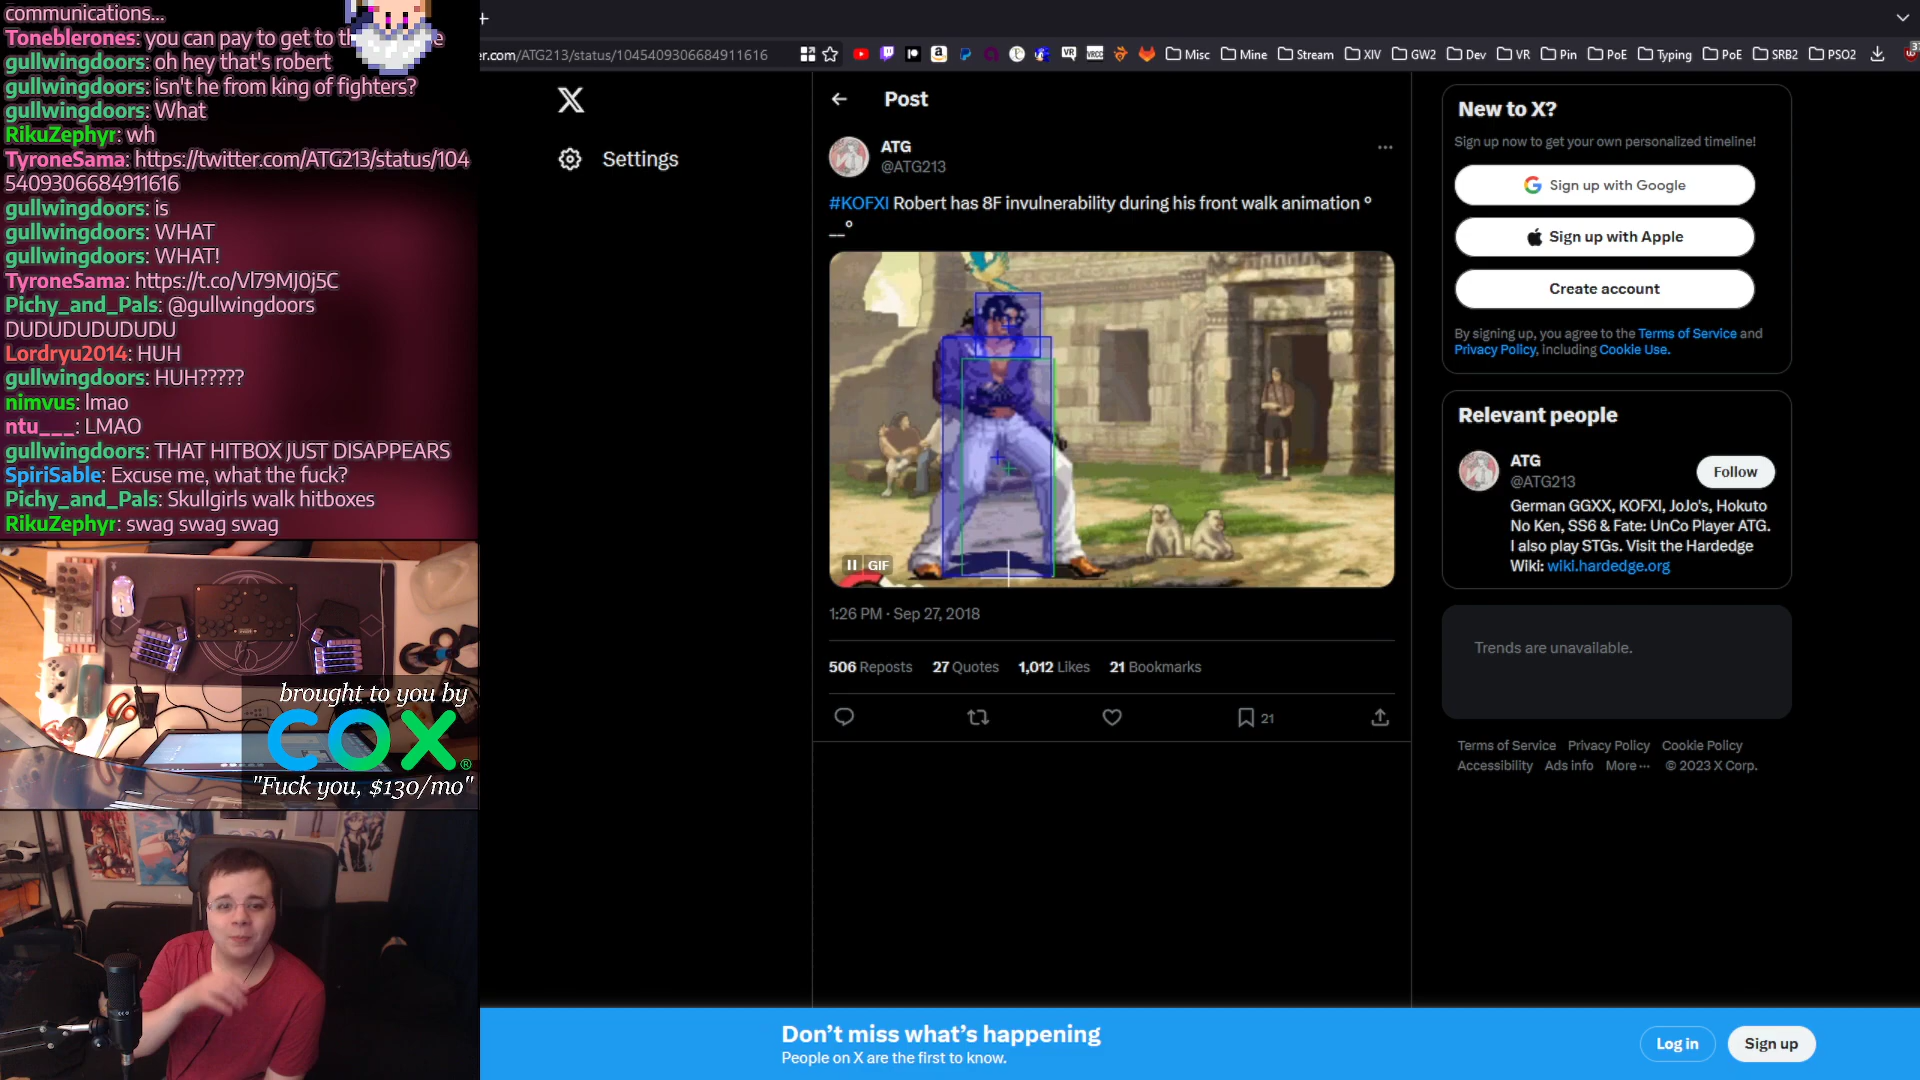 communications...
Toneblerones: you can pay to get to th e
gullwingdoors: oh hey that's robert
gullwingdoors: isn't he from king of fighters?
gullwingdoors: What
RikuZephyr: wh
TyroneSama: https://twitter.com/ATG213/status/104
5409306684911616
gullwingdoors: is
gullwingdoors: WHAT
gullwingdoors: WHAT!
TyroneSama: https://t.co/Vl79MJ0j5C
Pichy_and_Pals: @gullwingdoors
DUDUDUDUDUDU
Lordryu2014: HUH
gullwingdoors: HUH?????
nimvus: lmao
ntu___: LMAO
gullwingdoors: THAT HITBOX JUST DISAPPEARS
SpiriSable: Excuse me, what the fuck?
Pichy_and_Pals: Skullgirls walk hitboxes
RikuZephyr: swag swag swag
brought to you by
COX®
"Fuck you, $130/mo"
er.com/ATG213/status/1045409306684911616
Misc Mine Stream XIV GW2 Dev VR Pin PoE Typing PoE SRB2 PSO2
Settings
Post
ATG
@ATG213
#KOFXI Robert has 8F invulnerability during his front walk animation °
__°
GIF
1:26 PM · Sep 27, 2018
506 Reposts 27 Quotes 1,012 Likes 21 Bookmarks
21
New to X?
Sign up now to get your own personalized timeline!
Sign up with Google
Sign up with Apple
Create account
By signing up, you agree to the Terms of Service and
Privacy Policy, including Cookie Use.
Relevant people
ATG
@ATG213
Follow
German GGXX, KOFXI, JoJo's, Hokuto
No Ken, SS6 & Fate: UnCo Player ATG.
I also play STGs. Visit the Hardedge
Wiki: wiki.hardedge.org
Trends are unavailable.
Terms of Service Privacy Policy Cookie Policy
Accessibility Ads info More ··· © 2023 X Corp.
Don't miss what's happening
People on X are the first to know.
Log in
Sign up